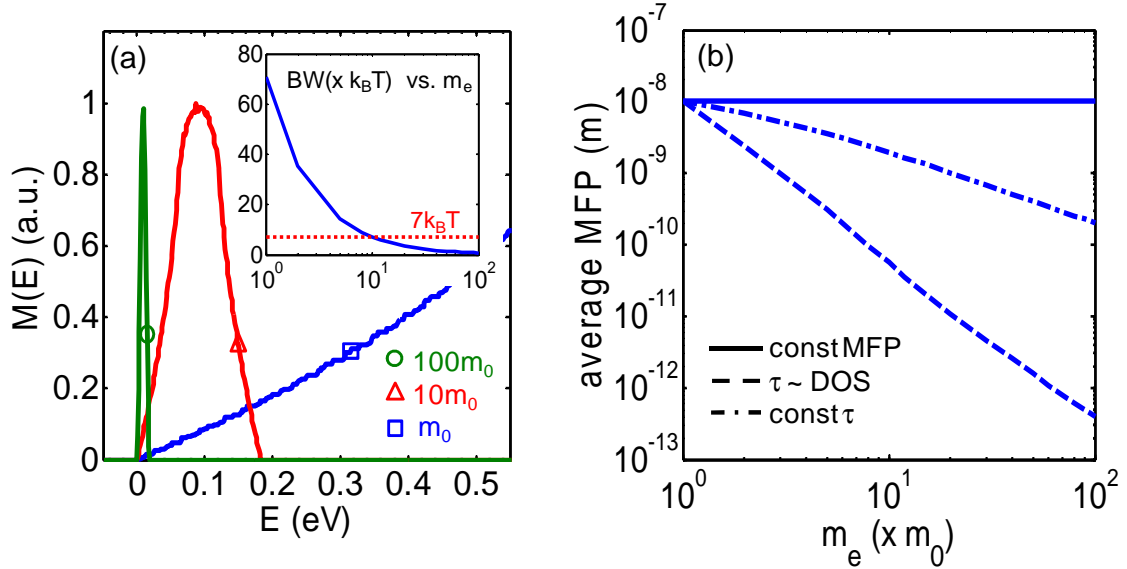 (a)
M(E) (a.u.)
1
0.8
0.6
0.4
0.2
0
0 0.1 0.2 0.3 0.4 0.5
E (eV)
BW(x k_BT) vs. m_e
80
60
40
20
0
10^0 10^1 10^2
7k_BT
100m_0
10m_0
m_0
(b)
average MFP (m)
10^-7
10^-8
10^-9
10^-10
10^-11
10^-12
10^-13
10^0 10^1 10^2
m_e (x m_0)
const MFP
τ ~ DOS
const τ